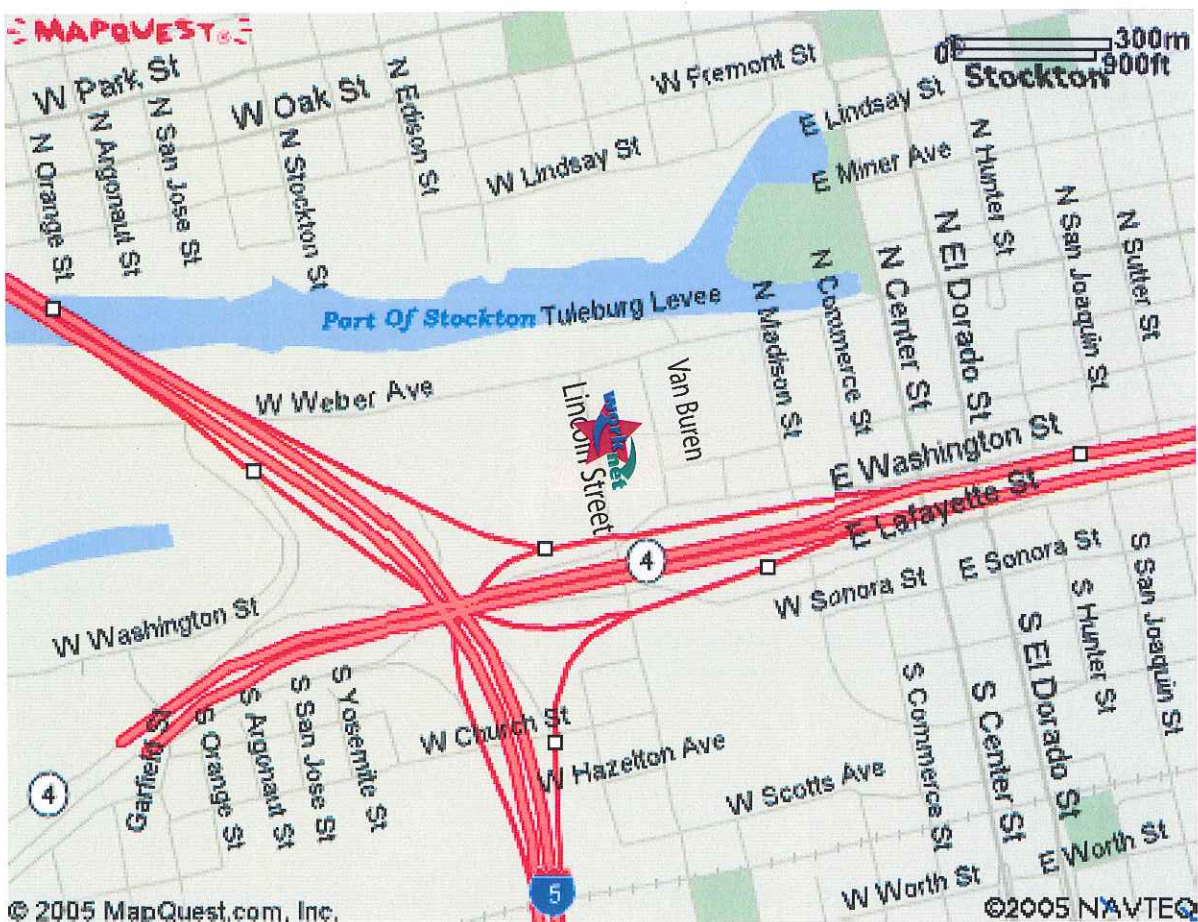 MAPQUEST
300m
0
900ft
Stockton
W Park St
W Oak St
N Edison St
W Fremont St
E Lindsay St
N Orange St
N Argonaut St
N San Jose St
N Stockton St
W Lindsay St
E Miner Ave
N Hunter St
N San Joaquin St
N Sutter St
N El Dorado St
N Center St
N Commerce St
N Madison St
Port Of Stockton
Tuleburg Levee
W Weber Ave
Lincoln Street
work net
Van Buren
E Washington St
E Lafayette St
4
W Sonora St
E Sonora St
W Washington St
S San Joaquin St
S Hunter St
S El Dorado St
S Center St
S Commerce St
Garfield St
S Orange St
S Argonaut St
S San Jose St
S Yosemite St
W Church St
W Hazelton Ave
W Scotts Ave
4
5
E Worth St
W Worth St
© 2005 MapQuest.com, Inc.
©2005 NAVTEQ